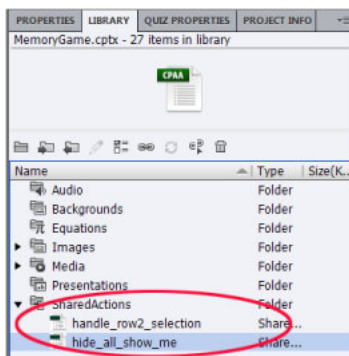 PROPERTIES LIBRARY QUIZ PROPERTIES PROJECT INFO
MemoryGame.cptx - 27 items in library
CPAA
Name Type Size(K...
Audio Folder
Backgrounds Folder
Equations Folder
Images Folder
Media Folder
Presentations Folder
SharedActions Folder
handle_row2_selection Share...
hide_all_show_me Share...